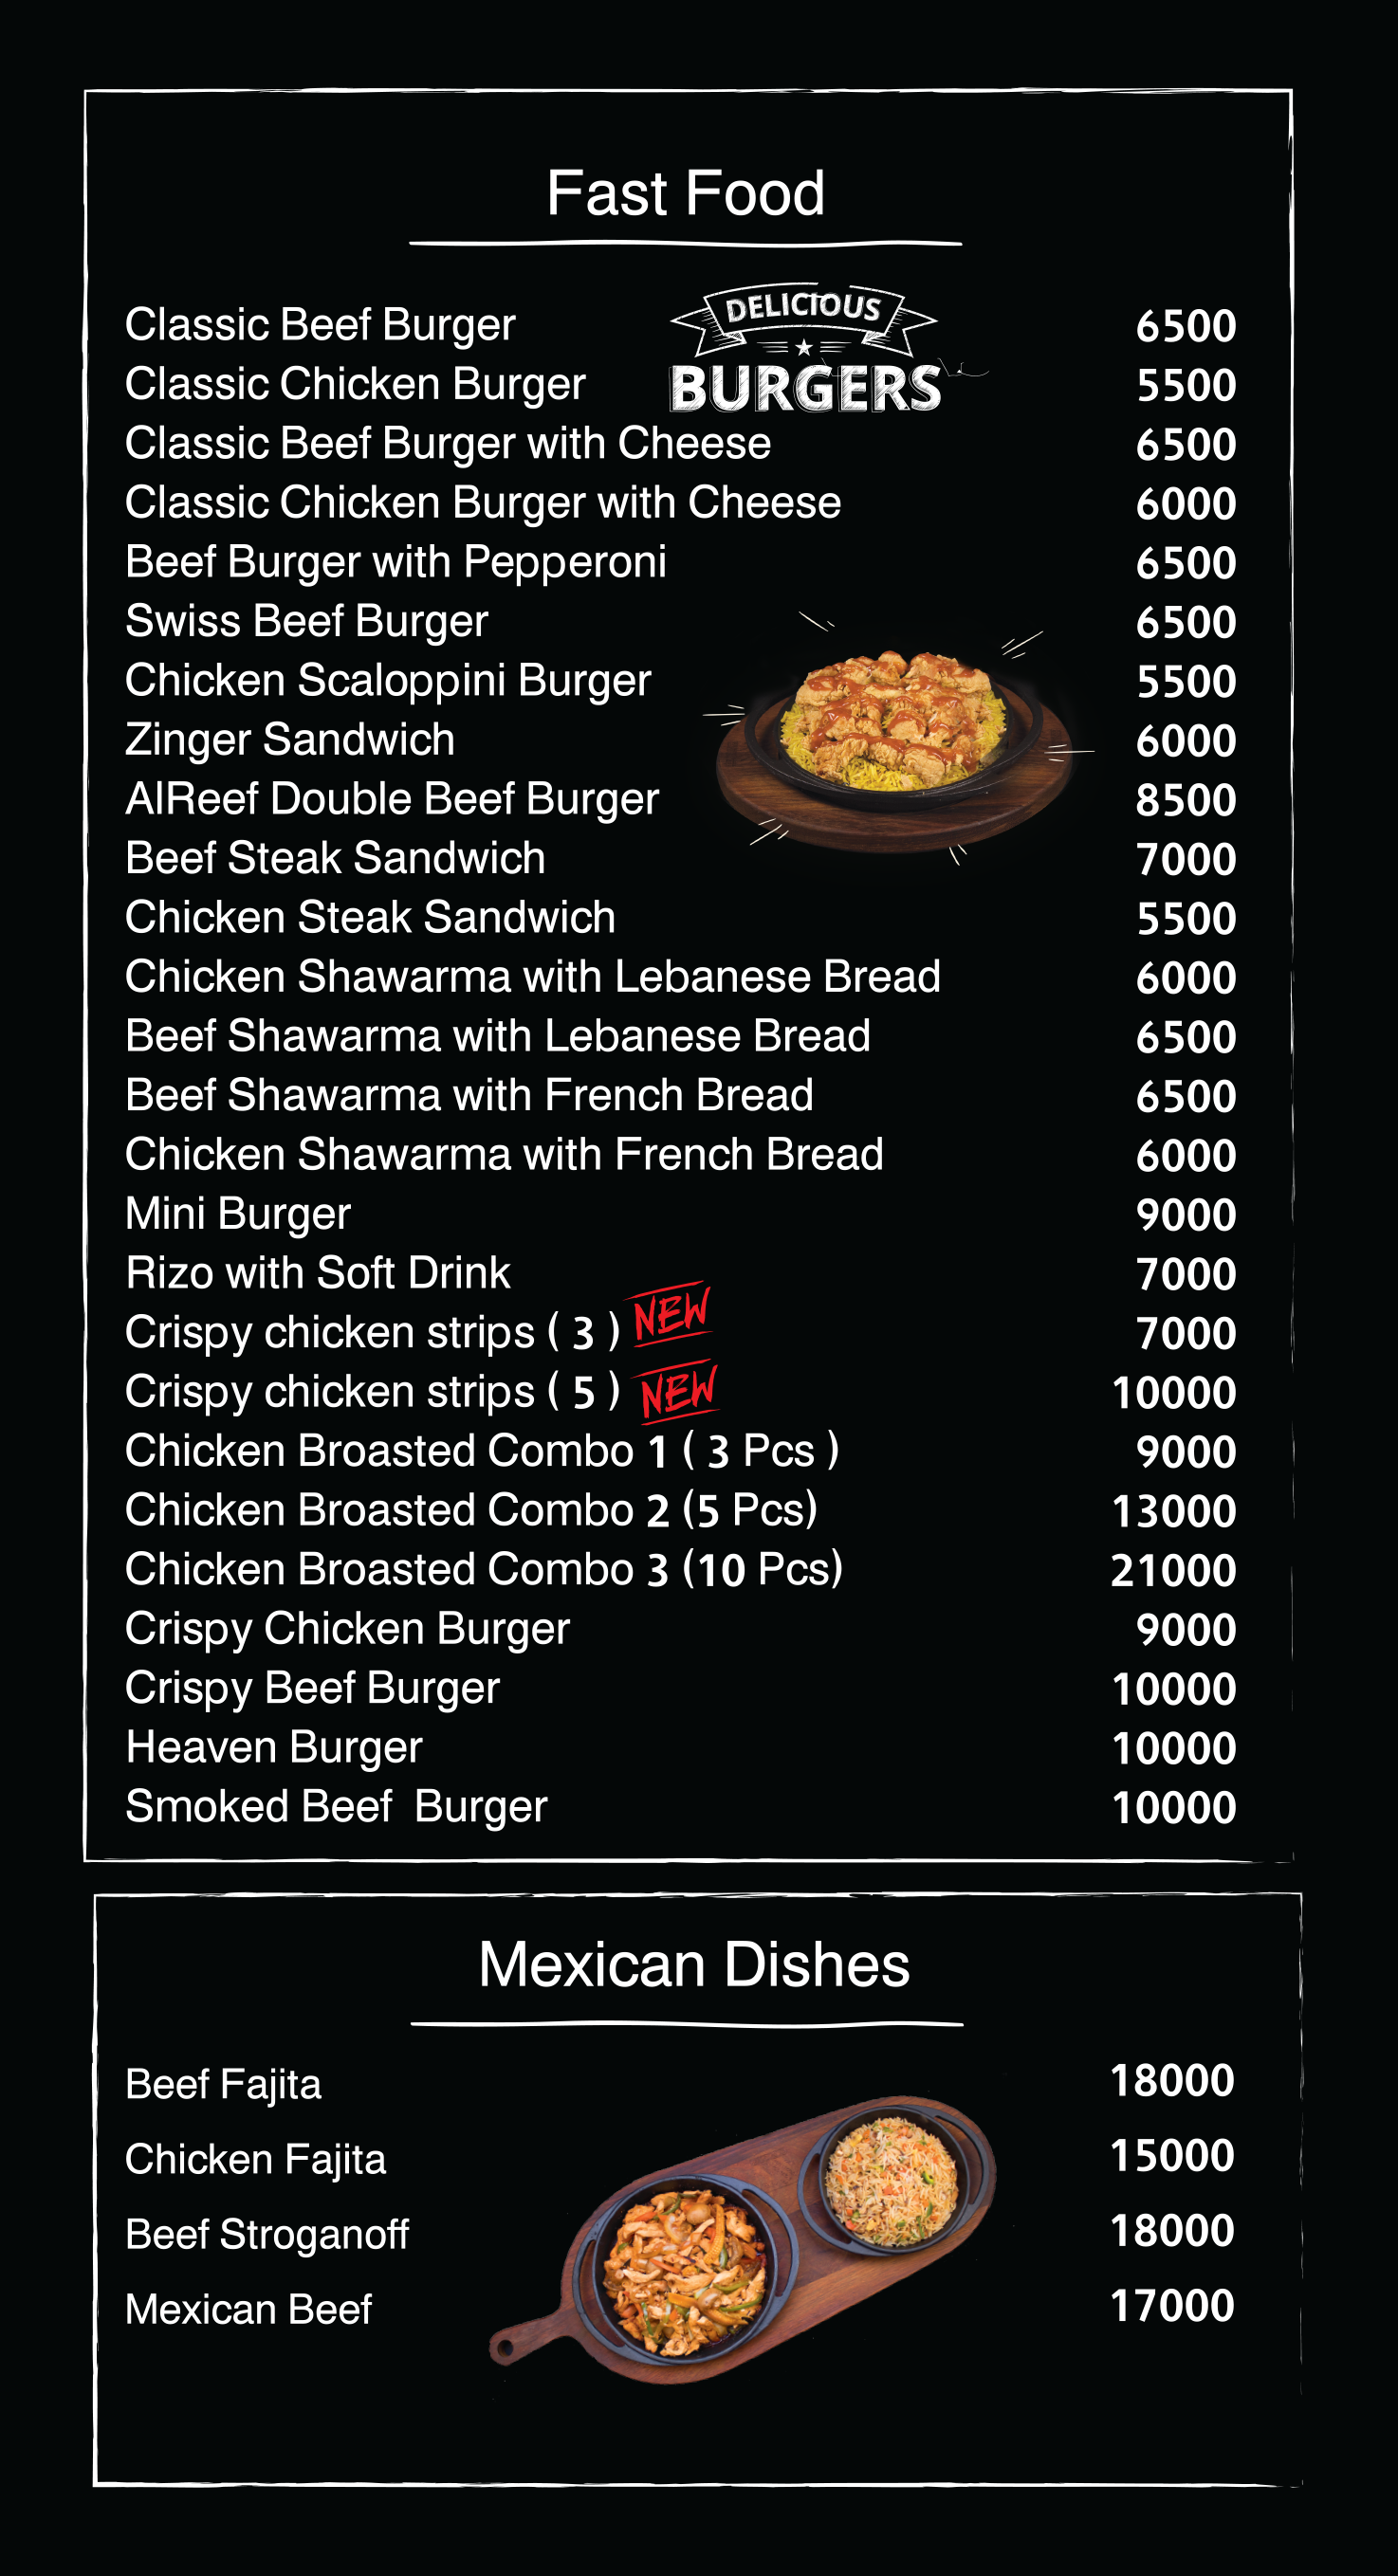 Fast Food
DELICIOUS
BURGERS
Classic Beef Burger 6500
Classic Chicken Burger 5500
Classic Beef Burger with Cheese 6500
Classic Chicken Burger with Cheese 6000
Beef Burger with Pepperoni 6500
Swiss Beef Burger 6500
Chicken Scaloppini Burger 5500
Zinger Sandwich 6000
AlReef Double Beef Burger 8500
Beef Steak Sandwich 7000
Chicken Steak Sandwich 5500
Chicken Shawarma with Lebanese Bread 6000
Beef Shawarma with Lebanese Bread 6500
Beef Shawarma with French Bread 6500
Chicken Shawarma with French Bread 6000
Mini Burger 9000
Rizo with Soft Drink 7000
Crispy chicken strips ( 3 ) NEW 7000
Crispy chicken strips ( 5 ) NEW 10000
Chicken Broasted Combo 1 ( 3 Pcs ) 9000
Chicken Broasted Combo 2 (5 Pcs) 13000
Chicken Broasted Combo 3 (10 Pcs) 21000
Crispy Chicken Burger 9000
Crispy Beef Burger 10000
Heaven Burger 10000
Smoked Beef  Burger 10000
Mexican Dishes
Beef Fajita 18000
Chicken Fajita 15000
Beef Stroganoff 18000
Mexican Beef 17000